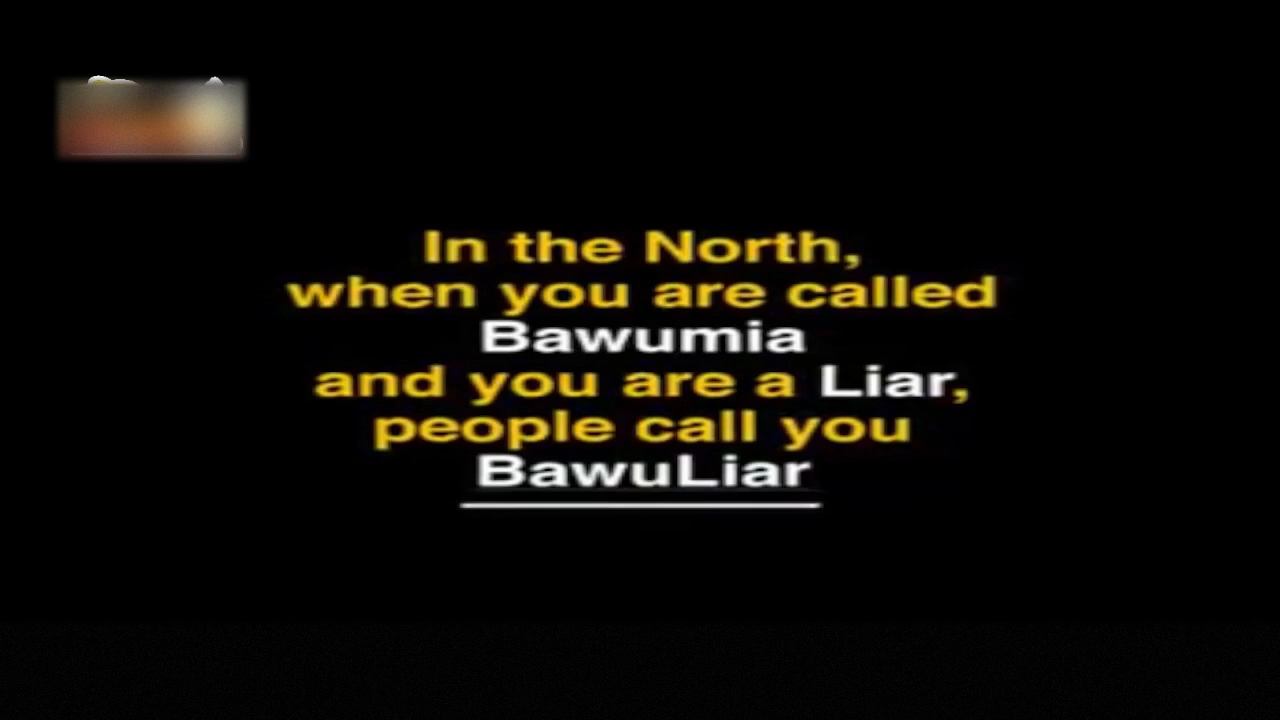 In the North,
when you are called
Bawumia
and you are a Liar,
people call you
BawuLiar